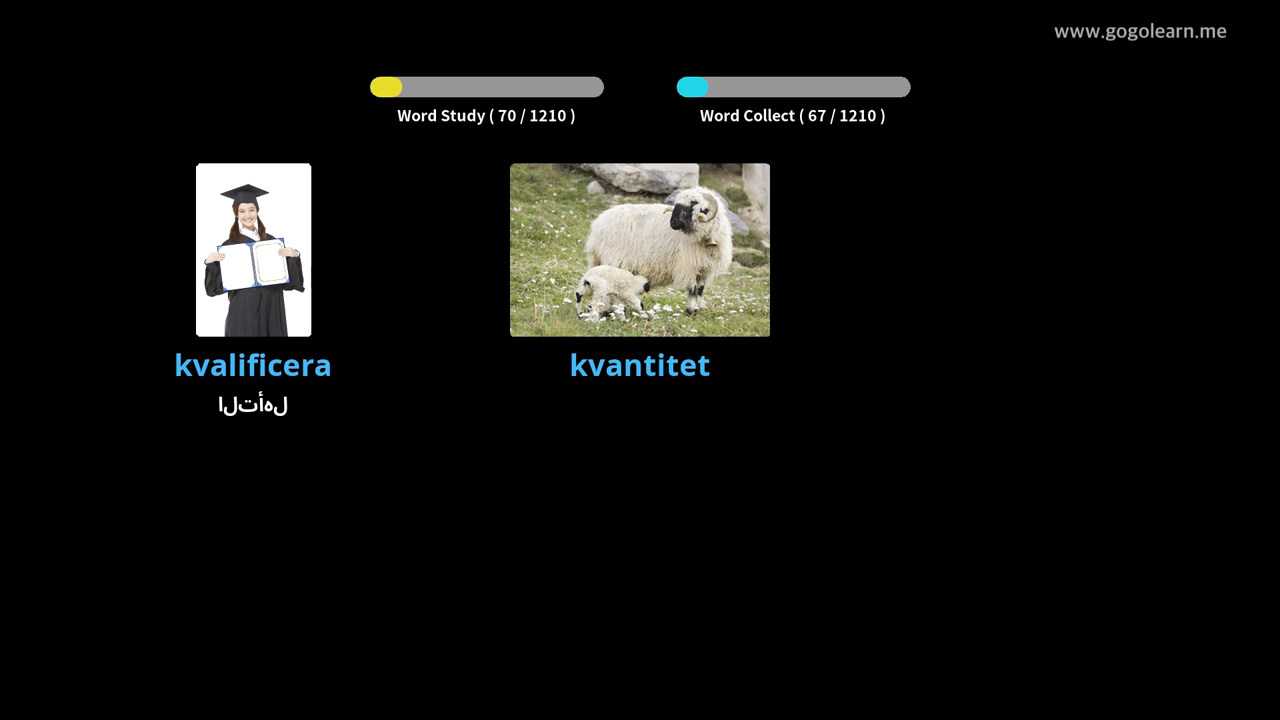 www.gogolearn.me
Word Study ( 70 / 1210 )
Word Collect ( 67 / 1210 )
kvalificera
kvantitet
التأهل